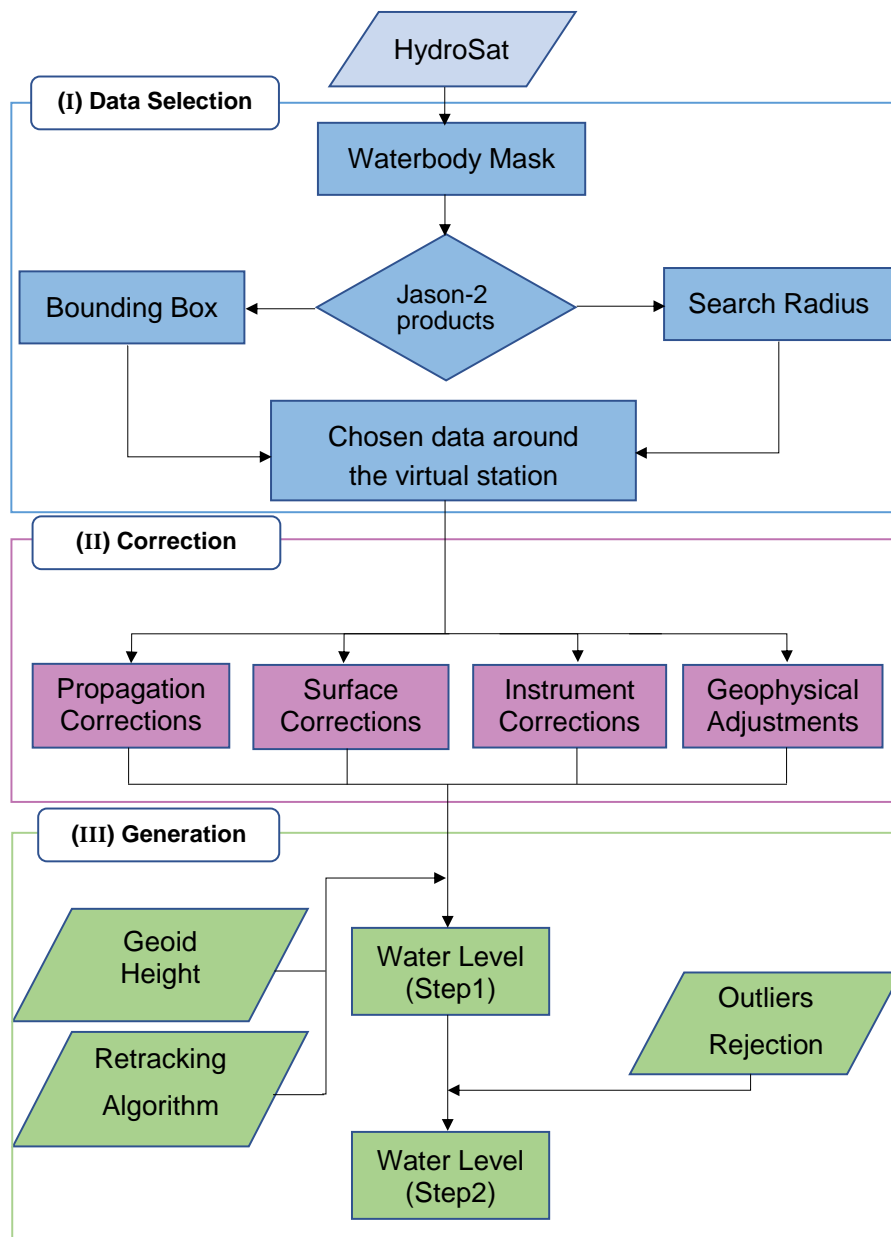 HydroSat
(I) Data Selection
Waterbody Mask
Jason-2
products
Bounding Box
Search Radius
Chosen data around
the virtual station
(II) Correction
Propagation
Corrections
Surface
Corrections
Instrument
Corrections
Geophysical
Adjustments
(III) Generation
Geoid
Height
Water Level
(Step1)
Outliers
Rejection
Retracking
Algorithm
Water Level
(Step2)